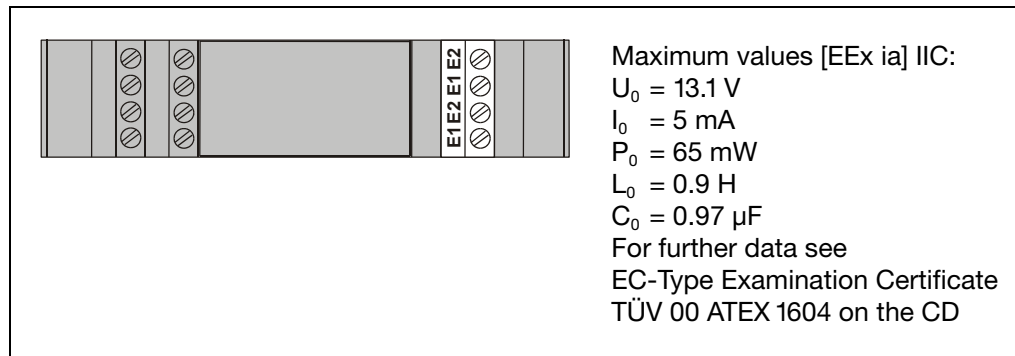 E1 E2 E1 E2
Maximum values [EEx ia] IIC:
U₀ = 13.1 V
I₀ = 5 mA
P₀ = 65 mW
L₀ = 0.9 H
C₀ = 0.97 µF
For further data see
EC-Type Examination Certificate
TÜV 00 ATEX 1604 on the CD